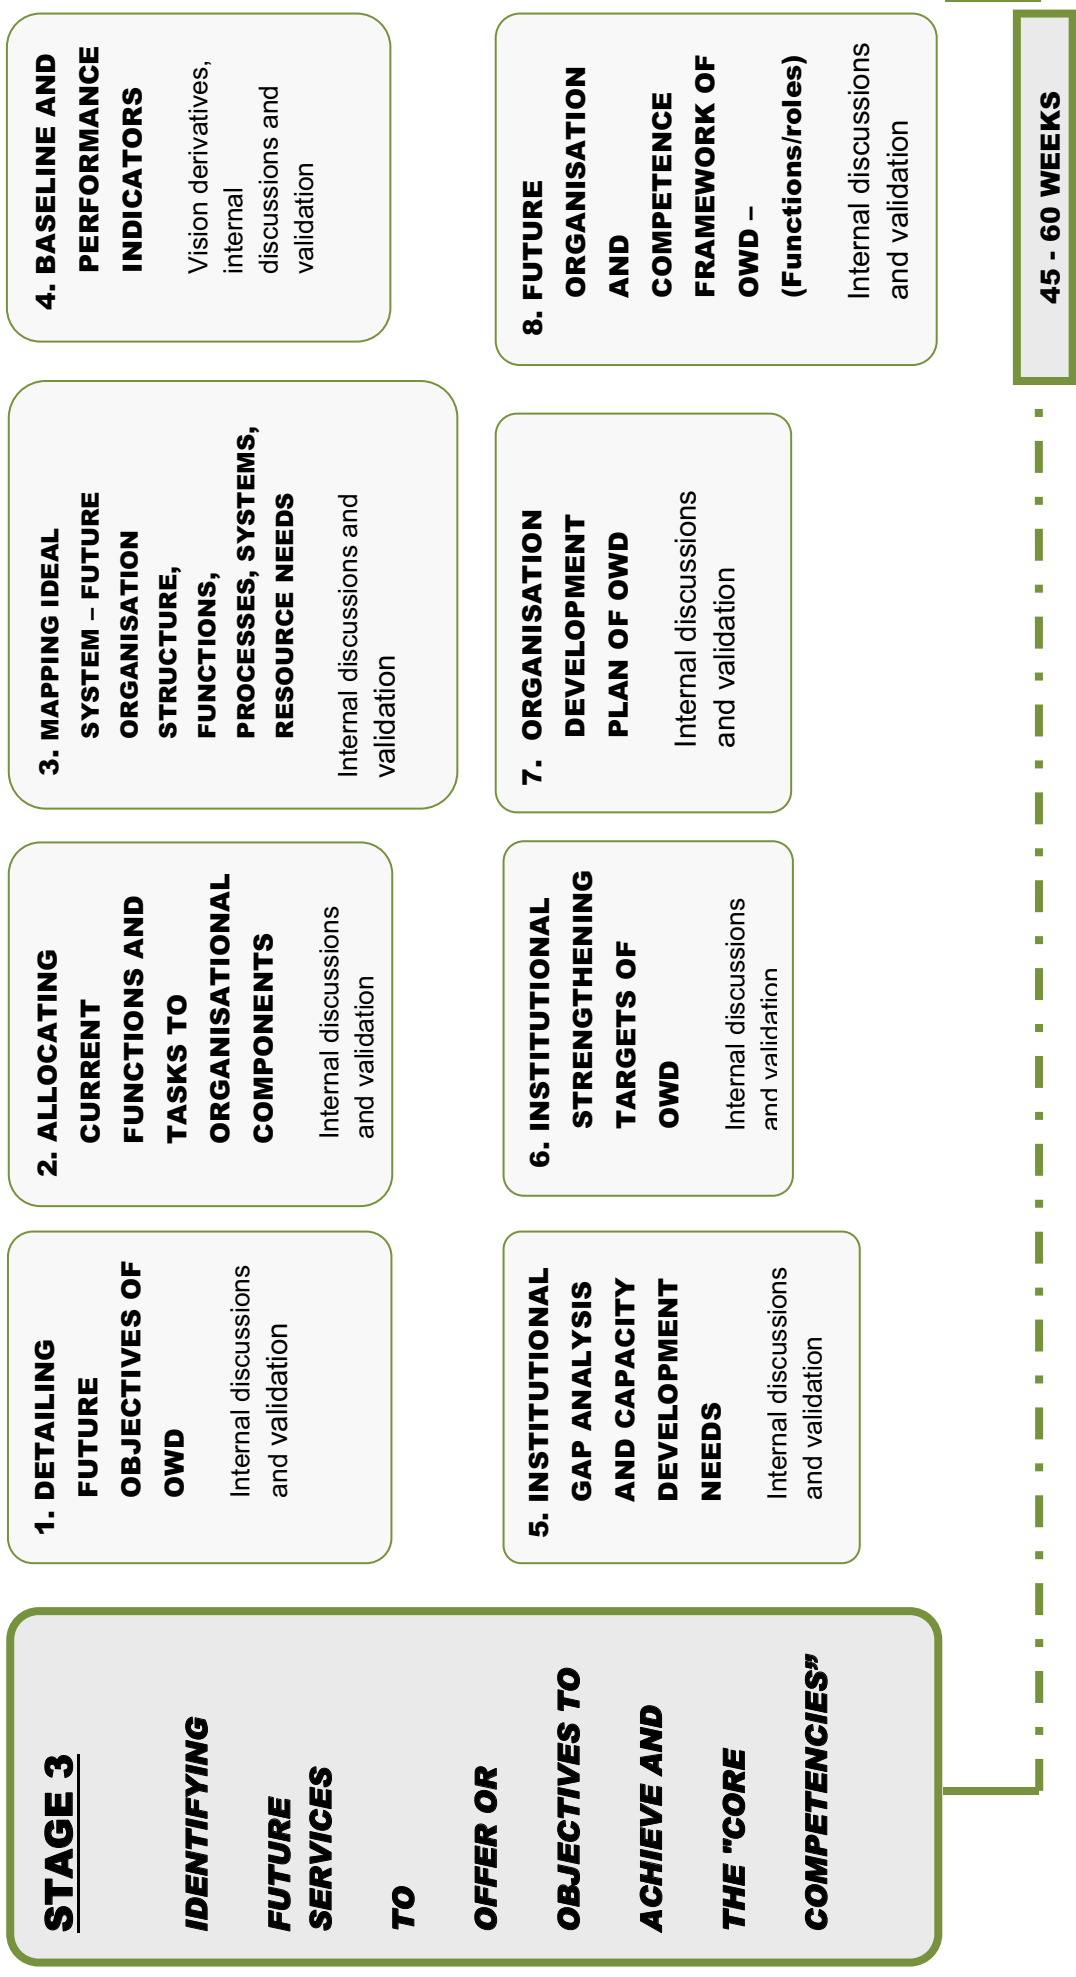 STAGE 3
IDENTIFYING
FUTURE
SERVICES
TO
OFFER OR
OBJECTIVES TO
ACHIEVE AND
THE "CORE
COMPETENCIES”
1. DETAILING
FUTURE
OBJECTIVES OF
OWD
Internal discussions
and validation
2. ALLOCATING
CURRENT
FUNCTIONS AND
TASKS TO
ORGANISATIONAL
COMPONENTS
Internal discussions
and validation
3. MAPPING IDEAL
SYSTEM – FUTURE
ORGANISATION
STRUCTURE,
FUNCTIONS,
PROCESSES, SYSTEMS,
RESOURCE NEEDS
Internal discussions and
validation
4. BASELINE AND
PERFORMANCE
INDICATORS
Vision derivatives,
internal
discussions and
validation
5. INSTITUTIONAL
GAP ANALYSIS
AND CAPACITY
DEVELOPMENT
NEEDS
Internal discussions
and validation
6. INSTITUTIONAL
STRENGTHENING
TARGETS OF
OWD
Internal discussions
and validation
7. ORGANISATION
DEVELOPMENT
PLAN OF OWD
Internal discussions
and validation
8. FUTURE
ORGANISATION
AND
COMPETENCE
FRAMEWORK OF
OWD –
(Functions/roles)
Internal discussions
and validation
45 - 60 WEEKS